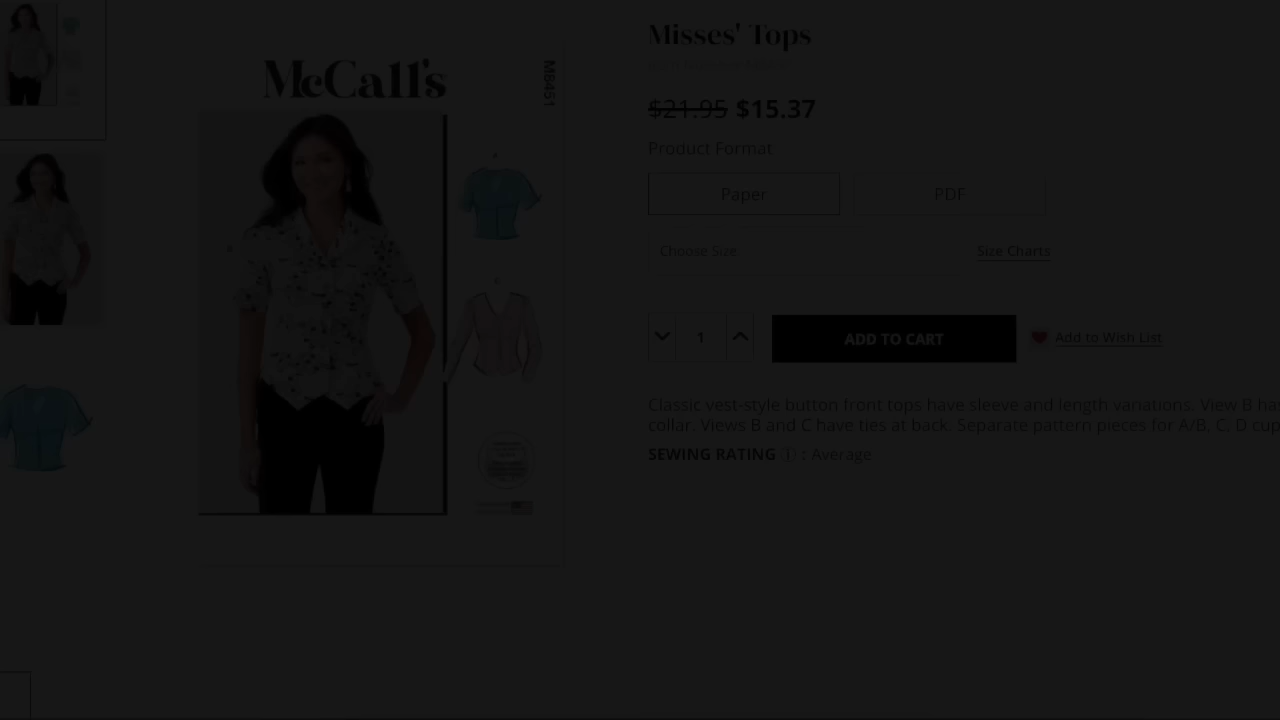 Misses' Tops
McCall's
M6461
$21.95 $15.37
Product Format
Paper
PDF
Choose Size:
Size Charts
1
ADD TO CART
Add to Wish List
Classic vest-style button front tops have sleeve and length variations. View B ha
collar. Views B and C have ties at back. Separate pattern pieces for A/B, C, D cup
SEWING RATING ⓘ : Average